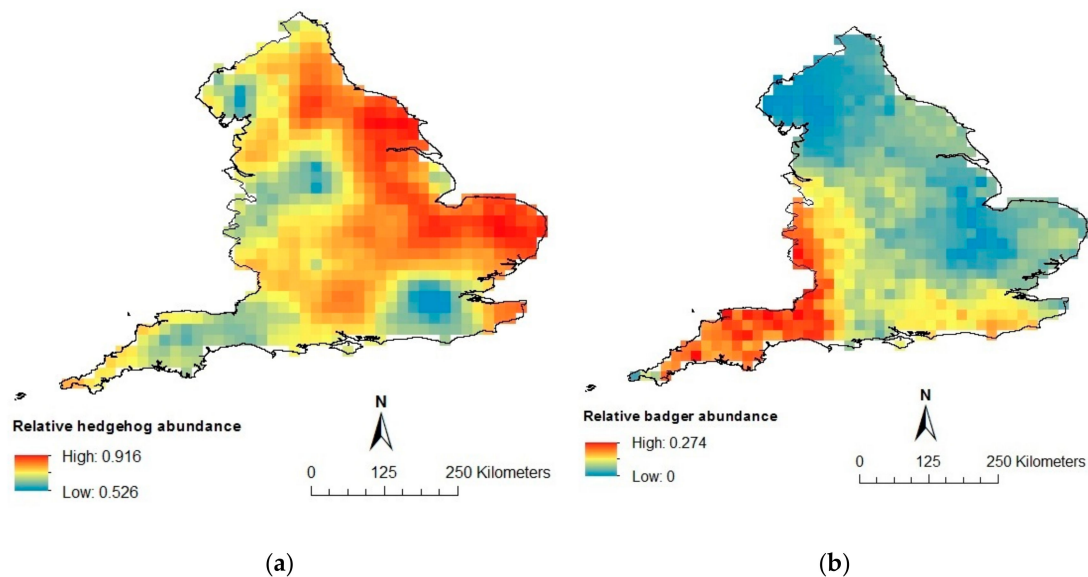 N
Relative hedgehog abundance
High: 0.916
Low: 0.526
0 125 250 Kilometers
(a)
N
Relative badger abundance
High: 0.274
Low: 0
0 125 250 Kilometers
(b)